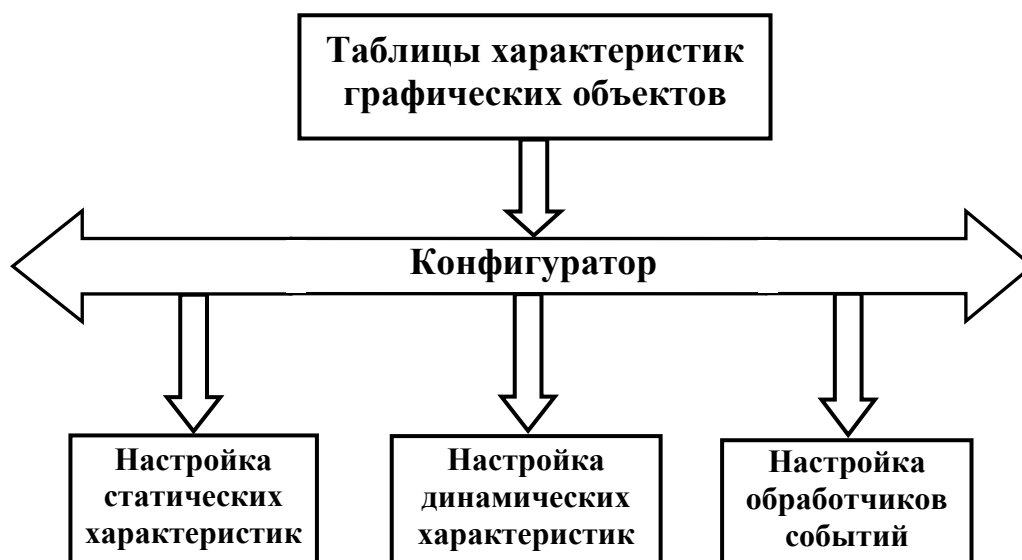 Таблицы характеристик
графических объектов
Конфигуратор
Настройка
статических
характеристик
Настройка
динамических
характеристик
Настройка
обработчиков
событий